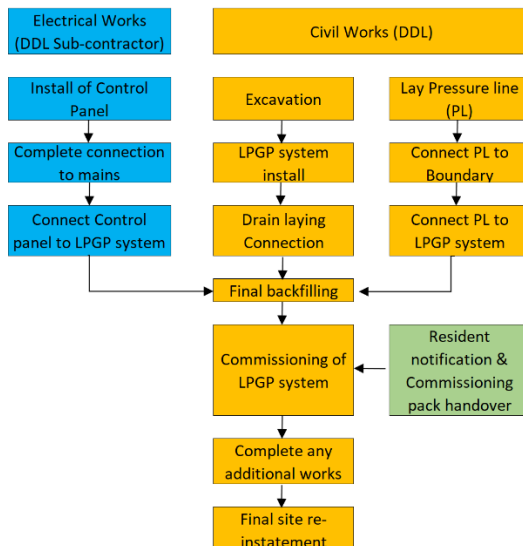 Electrical Works
(DDL Sub-contractor)
Civil Works (DDL)
Install of Control
Panel
Excavation
Lay Pressure line
(PL)
Complete connection
to mains
LPGP system
install
Connect PL to
Boundary
Connect Control
panel to LPGP system
Drain laying
Connection
Connect PL to
LPGP system
Final backfilling
Commissioning of
LPGP system
Resident
notification &
Commissioning
pack handover
Complete any
additional works
Final site re-
instatement